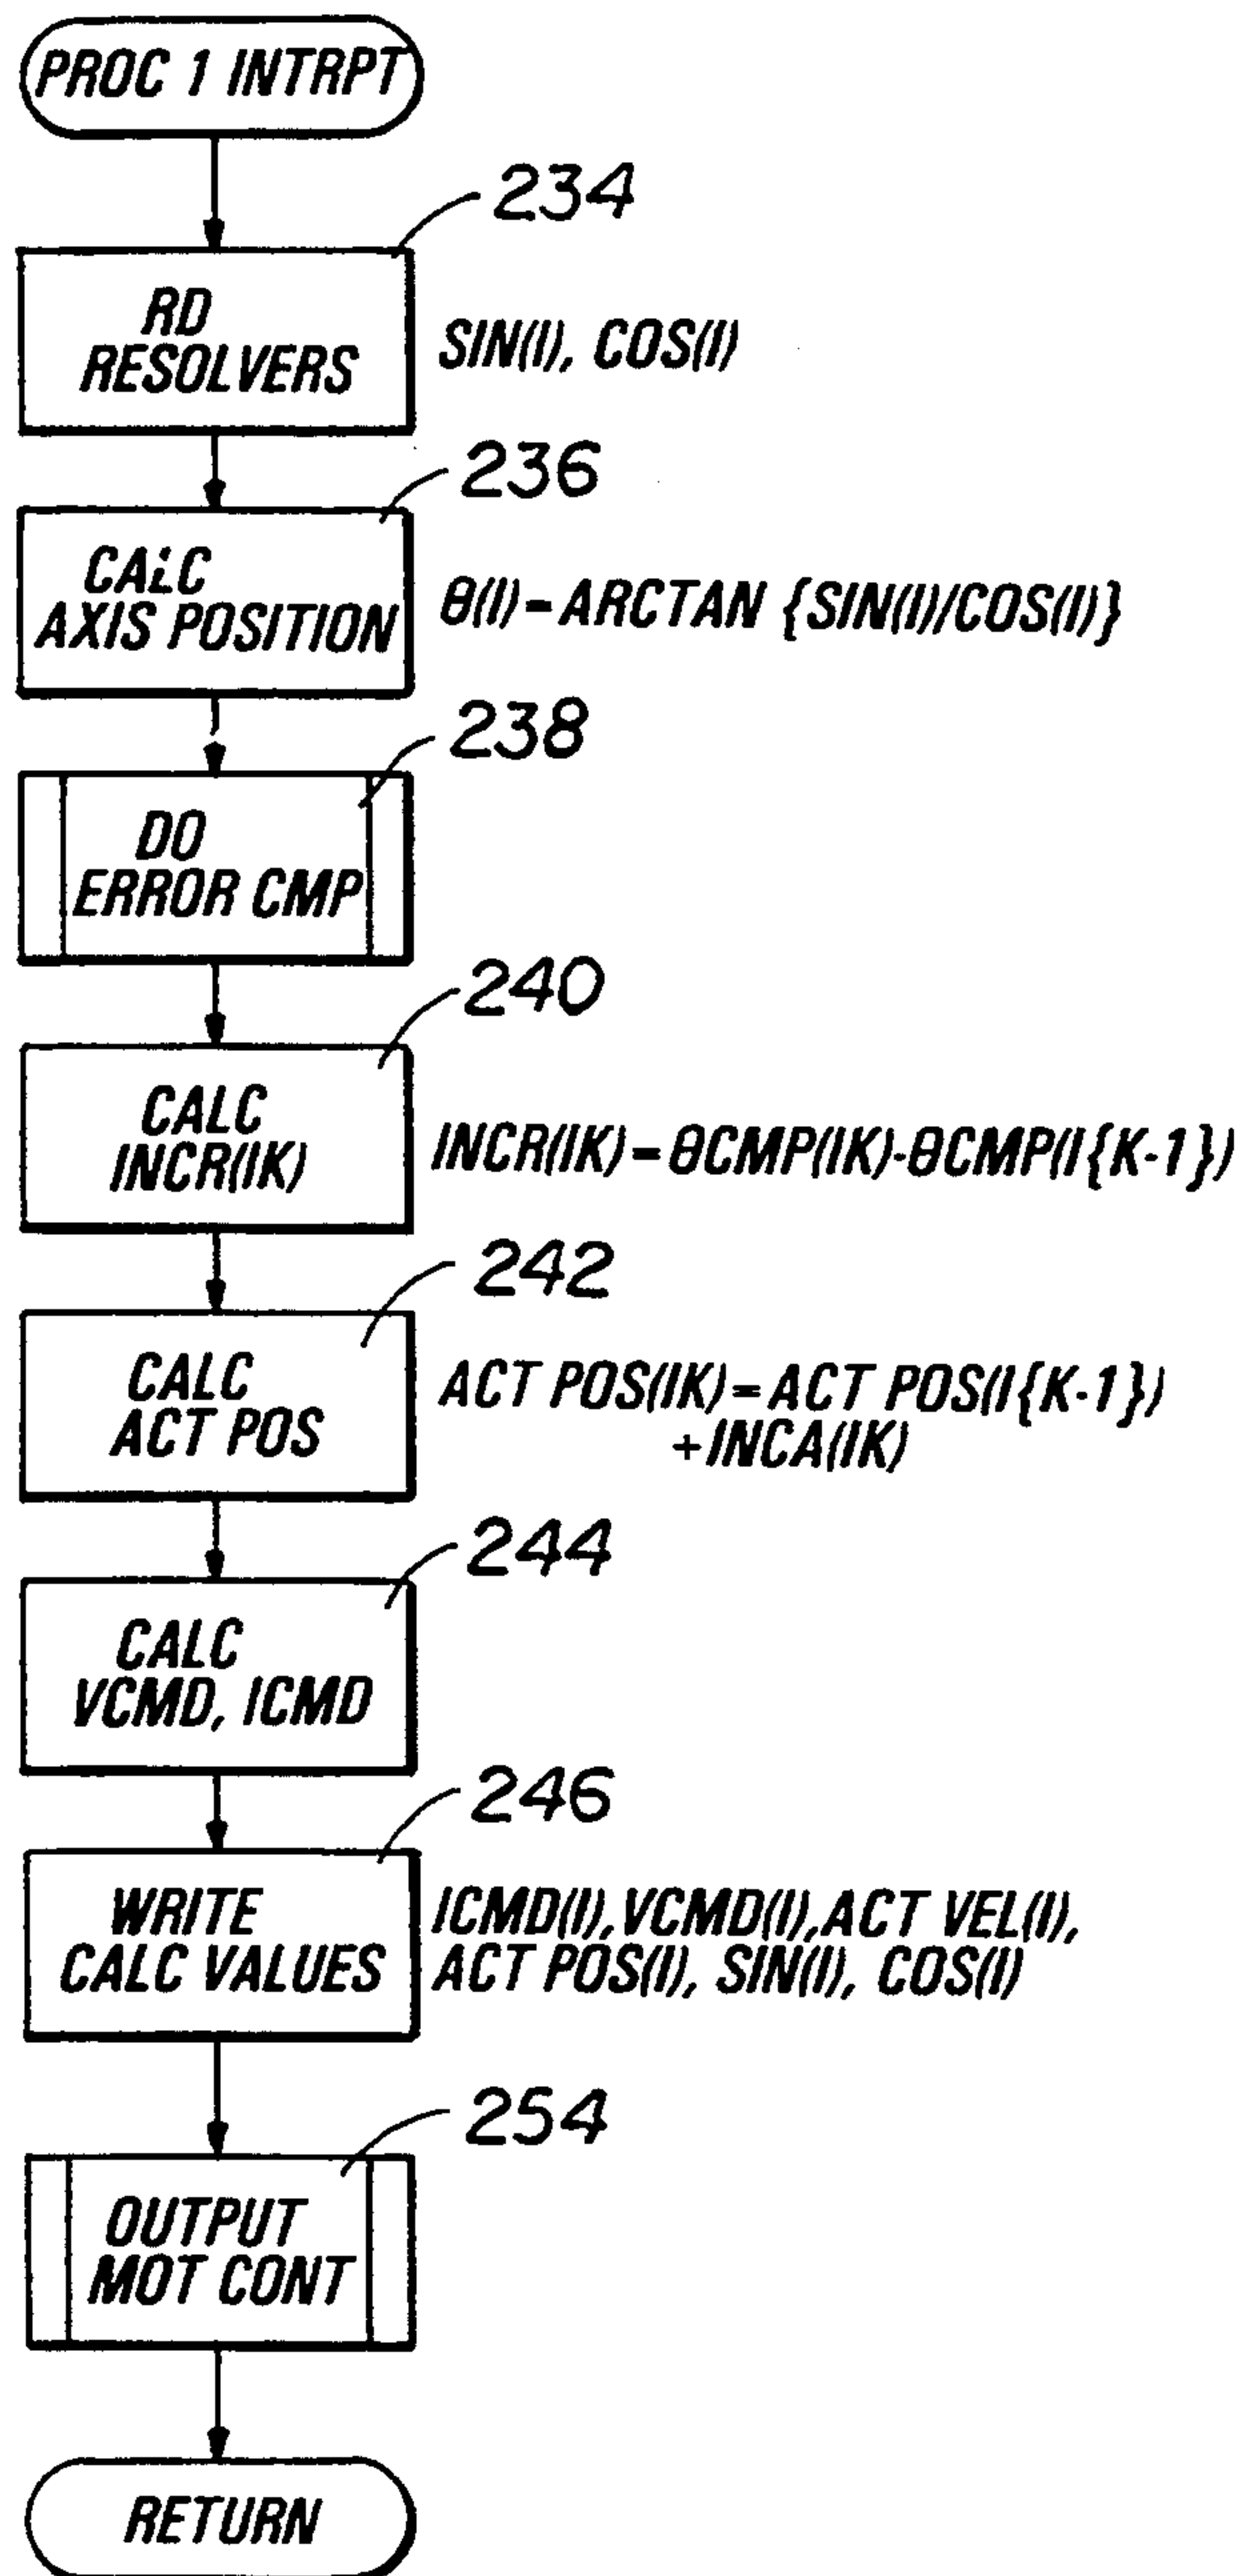 PROC 1 INTRPT
234
RD
RESOLVERS
SIN(I), COS(I)
236
CALC
AXIS POSITION
θ(I)=ARCTAN {SIN(I)/COS(I)}
238
DO
ERROR CMP
240
CALC
INCR(IK)
INCR(IK)=θCMP(IK)-θCMP(I{K-1})
242
CALC
ACT POS
ACT POS(IK)=ACT POS(I{K-1})
+INCA(IK)
244
CALC
VCMD, ICMD
246
WRITE
CALC VALUES
ICMD(I),VCMD(I),ACT VEL(I),
ACT POS(I), SIN(I), COS(I)
254
OUTPUT
MOT CONT
RETURN